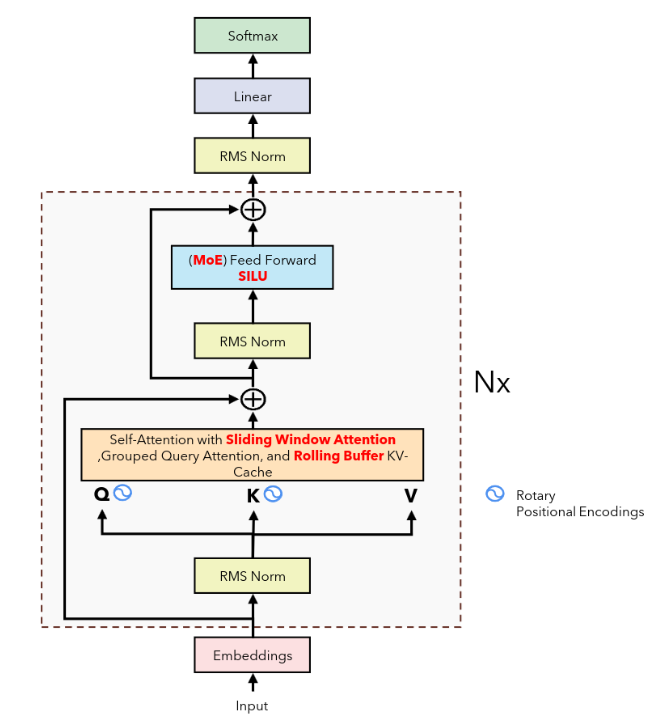 Softmax
Linear
RMS Norm
(MoE) Feed Forward
SILU
RMS Norm
Nx
Self-Attention with Sliding Window Attention
,Grouped Query Attention, and Rolling Buffer KV-
Cache
Q K V
Rotary
Positional Encodings
RMS Norm
Embeddings
Input